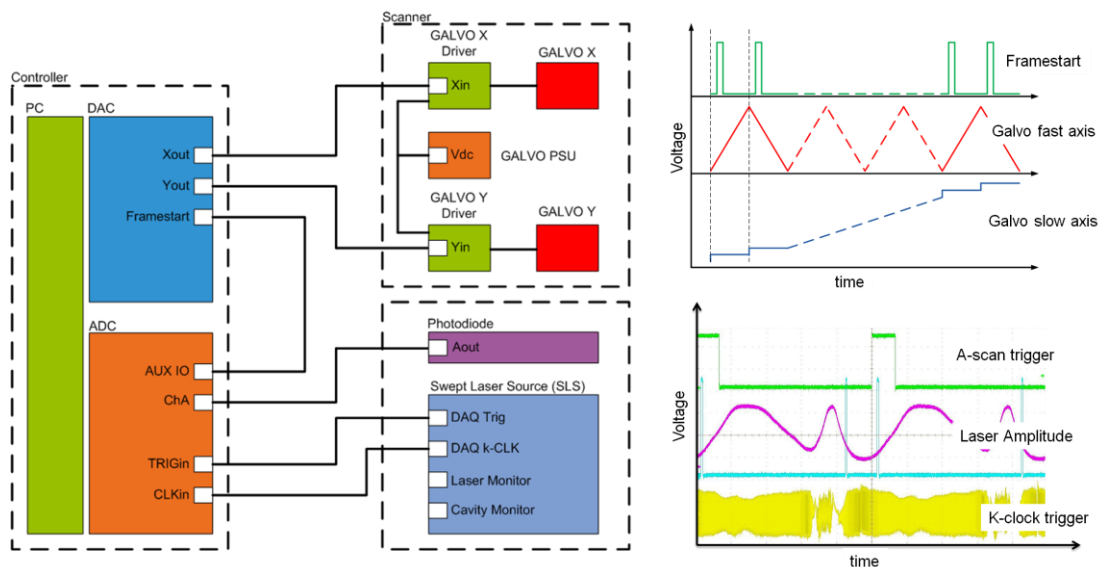 Controller
PC
DAC
Xout
Yout
Framestart
ADC
AUX IO
ChA
TRIGin
CLKin
Scanner
GALVO X
Driver
GALVO X
Xin
Vdc
GALVO PSU
GALVO Y
Driver
GALVO Y
Yin
Photodiode
Aout
Swept Laser Source (SLS)
DAQ Trig
DAQ k-CLK
Laser Monitor
Cavity Monitor
Voltage
Framestart
Galvo fast axis
Galvo slow axis
time
Voltage
A-scan trigger
Laser Amplitude
K-clock trigger
time